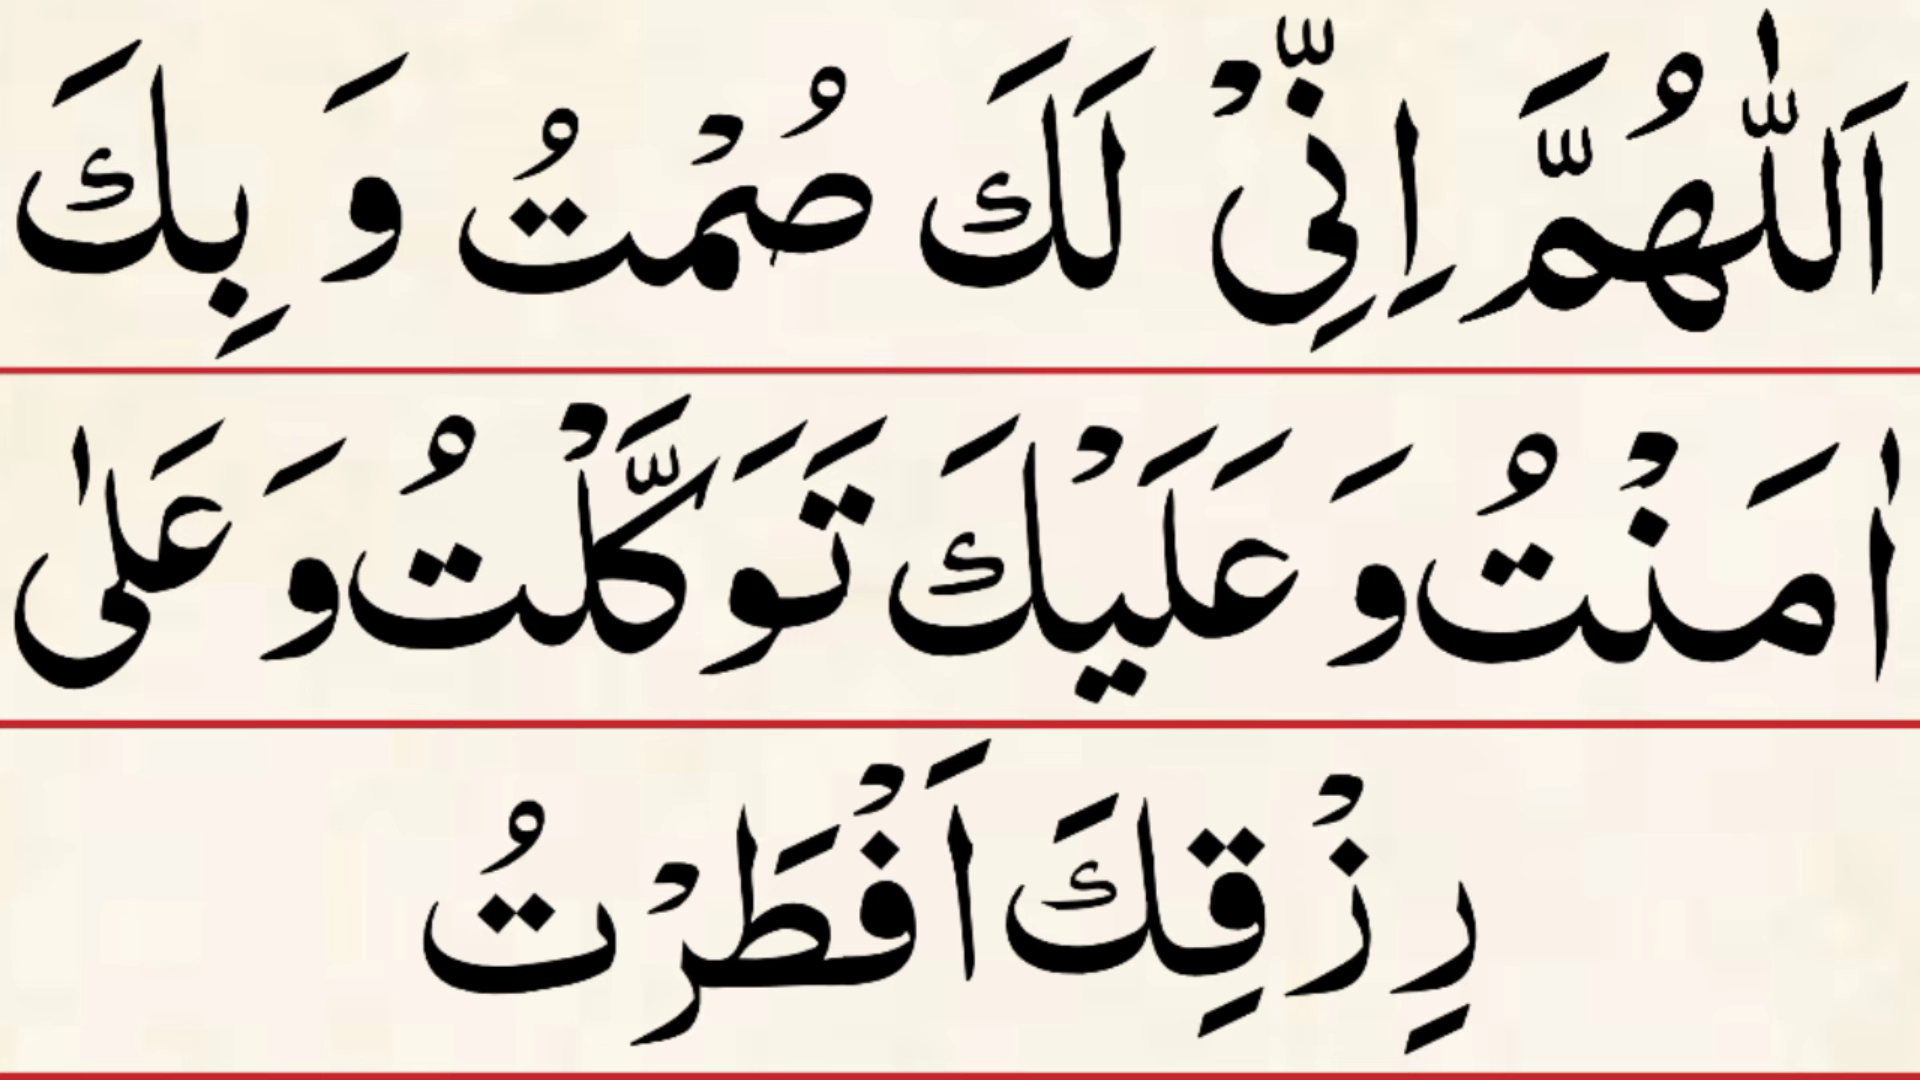 اَللّٰهُمَّ اِنِّیْ لَكَ صُمْتُ وَ بِكَ
اٰمَنْتُ وَ عَلَیْكَ تَوَكَّلْتُ وَ عَلٰی
رِزْقِكَ اَفْطَرْتُ